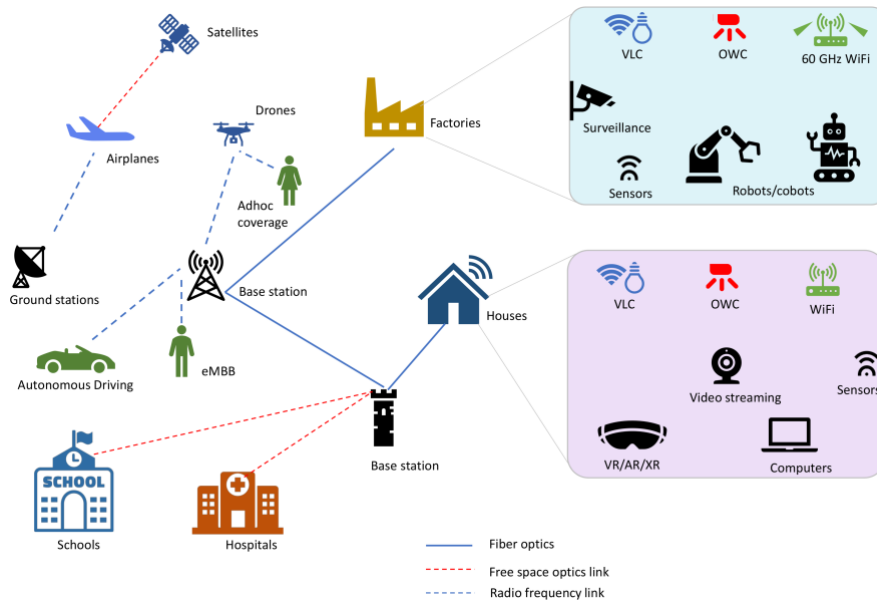 Satellites
VLC
OWC
60 GHz WiFi
Drones
Factories
Surveillance
Airplanes
Adhoc
coverage
Sensors
Robots/cobots
Ground stations
Base station
Houses
VLC
OWC
WiFi
Autonomous Driving
eMBB
Video streaming
Sensors
Base station
VR/AR/XR
Computers
SCHOOL
Schools
Hospitals
Fiber optics
Free space optics link
Radio frequency link